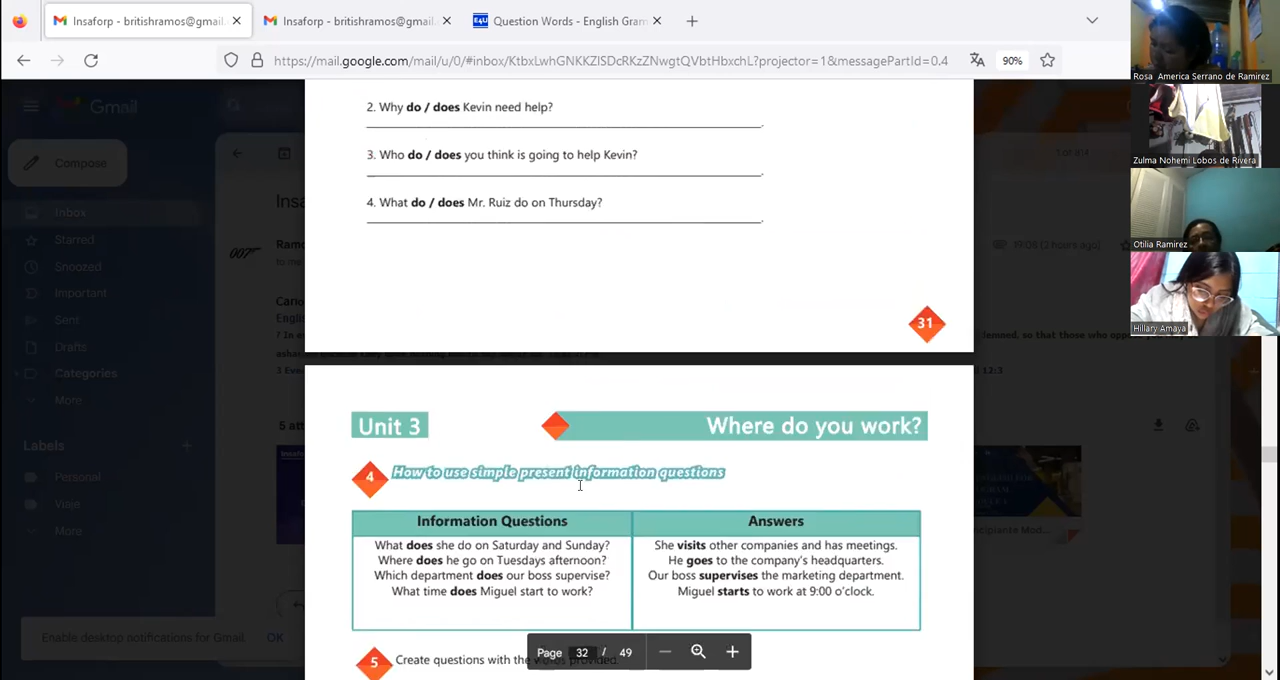 Insaforp - britishramos@gmail.
Insaforp - britishramos@gmail.
E4U
Question Words - English Gram
https://mail.google.com/mail/u/0/#inbox/KtbxLwhGNKKZlSDcRKzZNwgtQVbtHbxchL?projector=1&messagePartId=0.4
90%
Gmail
Compose
Inbox
Starred
Snoozed
Important
Sent
Drafts
Categories
More
Labels
Personal
Visje
More
Enable desktop notifications for Gmail.
OK
2. Why do / does Kevin need help?
3. Who do / does you think is going to help Kevin?
4. What do / does Mr. Ruiz do on Thursday?
31
Unit 3
Where do you work?
4
How to use simple present information questions
Information Questions
Answers
What does she do on Saturday and Sunday?
She visits other companies and has meetings.
Where does he go on Tuesdays afternoon?
He goes to the company's headquarters.
Which department does our boss supervise?
Our boss supervises the marketing department.
What time does Miguel start to work?
Miguel starts to work at 9:00 o'clock.
5
Create questions with the words provided.
Page 32 / 49
Rosa America Serrano de Ramirez
Zulma Nohemi Lobos de Rivera
Otilia Ramirez
Hillary Amaya